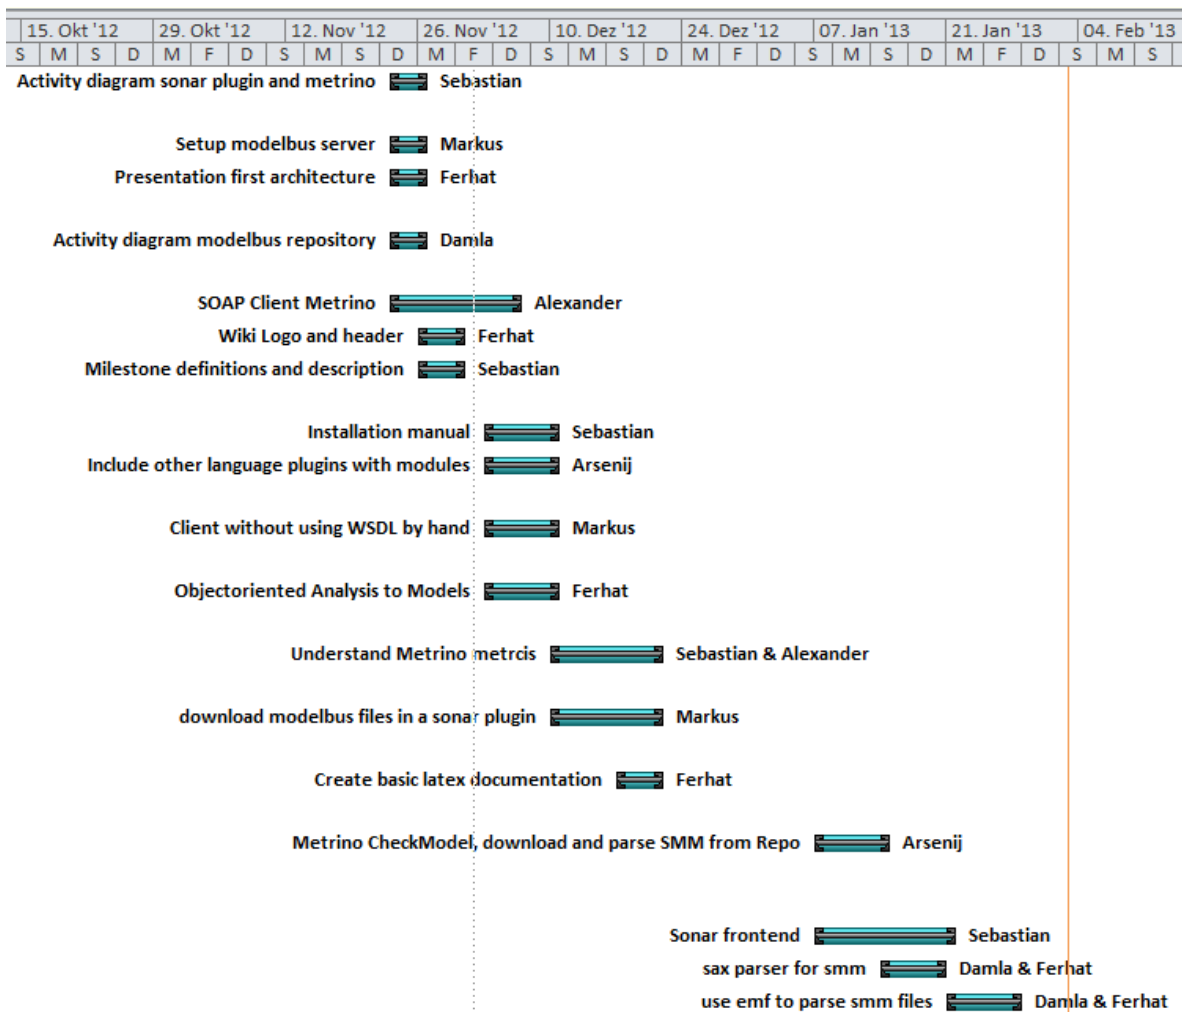 15. Okt '12 29. Okt '12 12. Nov '12 26. Nov '12 10. Dez '12 24. Dez '12 07. Jan '13 21. Jan '13 04. Feb '13
S M S D M F D S M S D M F D S M S D M F D S M S D M F D S M S
Activity diagram sonar plugin and metrino Sebastian
Setup modelbus server Markus
Presentation first architecture Ferhat
Activity diagram modelbus repository Damla
SOAP Client Metrino Alexander
Wiki Logo and header Ferhat
Milestone definitions and description Sebastian
Installation manual Sebastian
Include other language plugins with modules Arsenij
Client without using WSDL by hand Markus
Objectoriented Analysis to Models Ferhat
Understand Metrino metrcis Sebastian & Alexander
download modelbus files in a sonar plugin Markus
Create basic latex documentation Ferhat
Metrino CheckModel, download and parse SMM from Repo Arsenij
Sonar frontend Sebastian
sax parser for smm Damla & Ferhat
use emf to parse smm files Damla & Ferhat